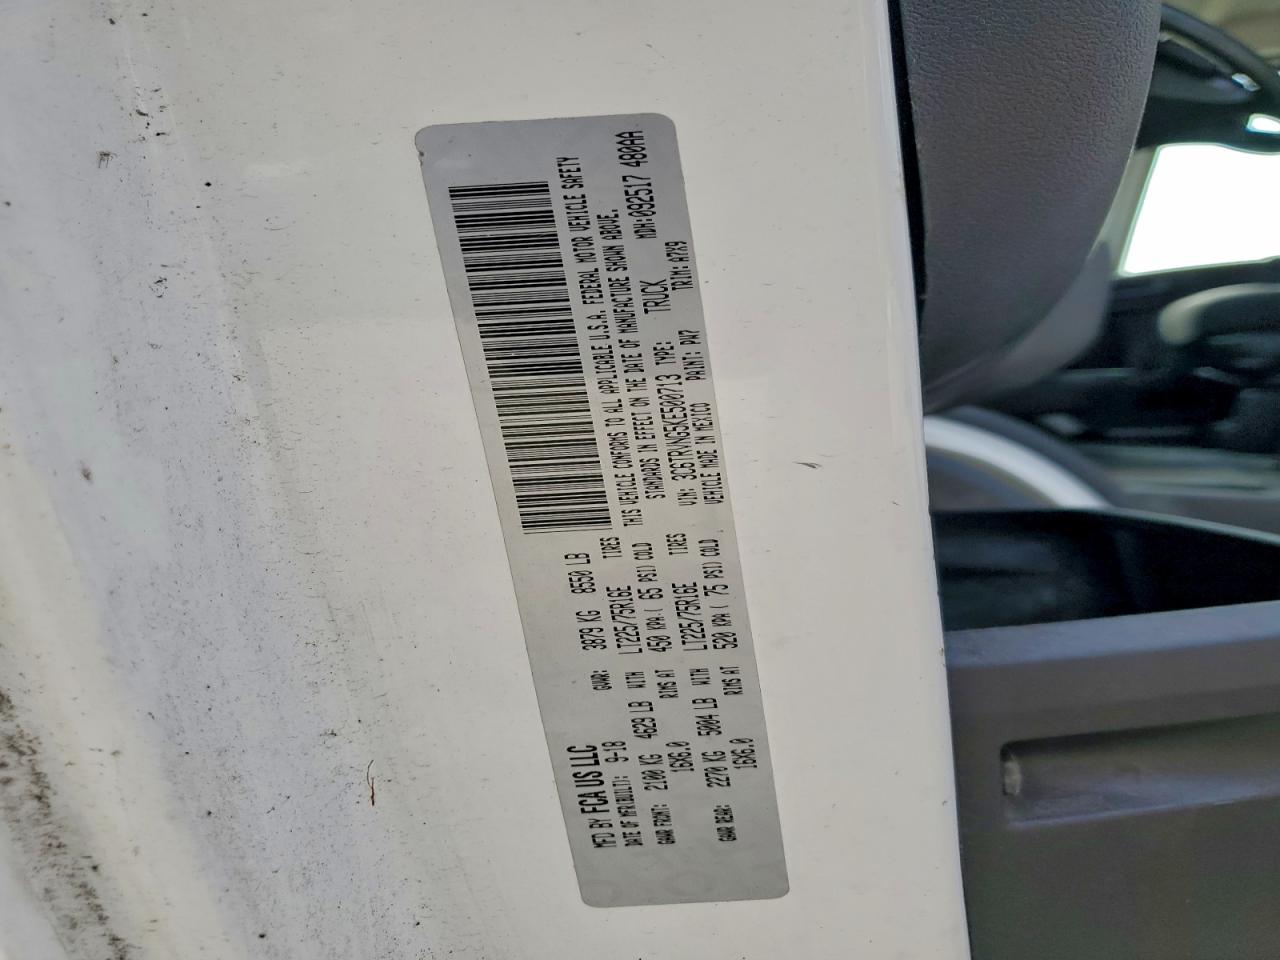 MFD BY FCA US LLC
DATE OF MFR(BUILT): 9-18 GVWR: 3879 KG 8550 LB
GAWR FRONT: 2100 KG 4629 LB WITH LT225/75R16E TIRES
16X6.0 RIMS AT 450 KPA( 65 PSI) COLD
GAWR REAR: 2270 KG 5004 LB WITH LT225/75R16E TIRES
16X6.0 RIMS AT 520 KPA( 75 PSI) COLD
THIS VEHICLE CONFORMS TO ALL APPLICABLE U.S.A. FEDERAL MOTOR VEHICLE SAFETY
STANDARDS IN EFFECT ON THE DATE OF MANUFACTURE SHOWN ABOVE.
VIN: 3C6TRVNG5KE500713 TYPE: TRUCK MDH:092517 480AA
VEHICLE MADE IN MEXICO PAINT: PW7 TRIM: A7X9